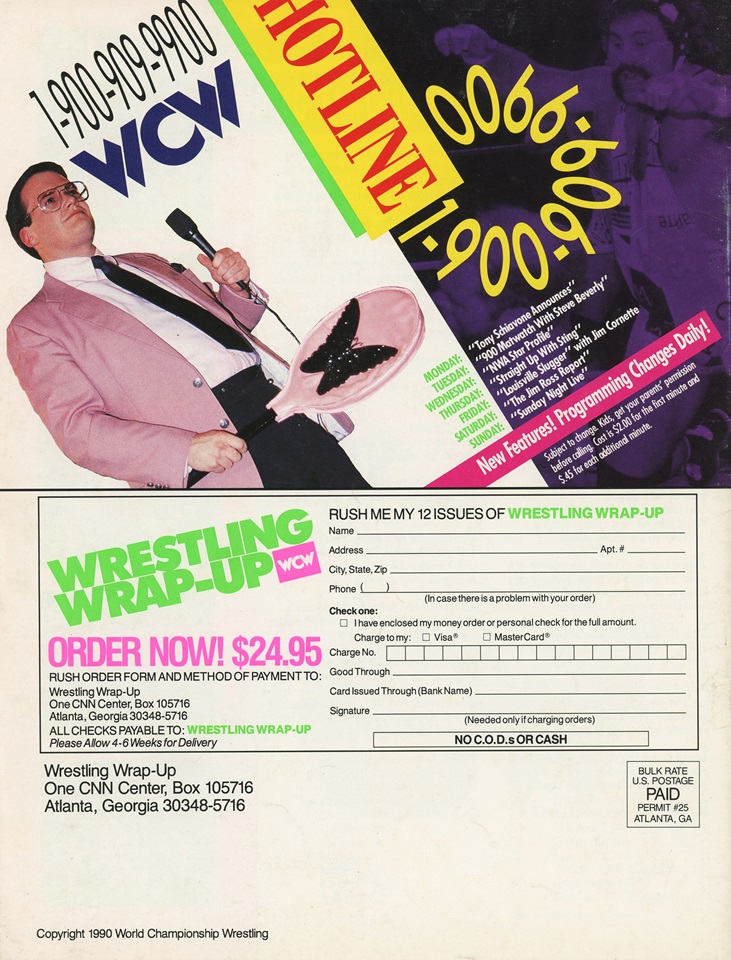 1-900-909-9900
WCW
HOTLINE
1-900-909-9900
MONDAY: "Tony Schiavone Announces"
TUESDAY: "900 Matwatch With Steve Beverly"
WEDNESDAY: "NWA Star Profile"
THURSDAY: "Straight Up With Sting"
FRIDAY: "Louisville Slugger" with Jim Cornette
SATURDAY: "The Jim Ross Report"
SUNDAY: "Sunday Night Live"
New Features! Programming Changes Daily!
Subject to change. Kids, get your parents' permission
before calling. Cost is $2.00 for the first minute and
$.45 for each additional minute.
WRESTLING
WRAP-UP
WCW
ORDER NOW! $24.95
RUSH ORDER FORM AND METHOD OF PAYMENT TO:
Wrestling Wrap-Up
One CNN Center, Box 105716
Atlanta, Georgia 30348-5716
ALL CHECKS PAYABLE TO: WRESTLING WRAP-UP
Please Allow 4-6 Weeks for Delivery
RUSH ME MY 12 ISSUES OF WRESTLING WRAP-UP
Name
Address Apt. #
City, State, Zip
Phone ( )
(In case there is a problem with your order)
Check one:
I have enclosed my money order or personal check for the full amount.
Charge to my: Visa® MasterCard®
Charge No.
Good Through
Card Issued Through (Bank Name)
Signature
(Needed only if charging orders)
NO C.O.D.s OR CASH
Wrestling Wrap-Up
One CNN Center, Box 105716
Atlanta, Georgia 30348-5716
BULK RATE
U.S. POSTAGE
PAID
PERMIT #25
ATLANTA, GA
Copyright 1990 World Championship Wrestling